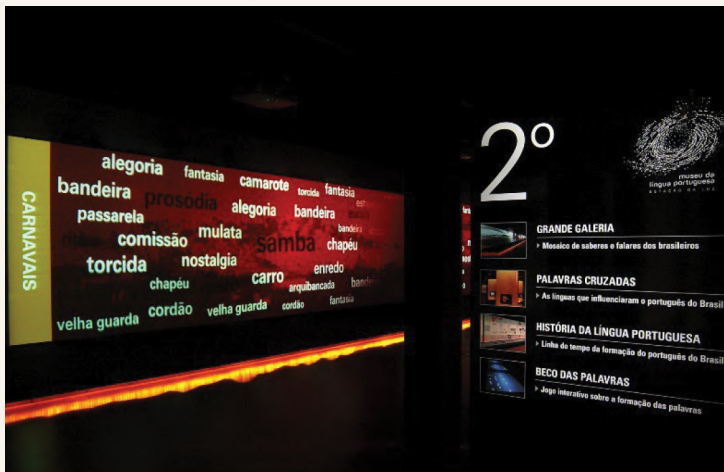 CARNAVAIS
alegoria fantasia camarote torcida fantasia
bandeira prosódia alegoria bandeira
passarela mulata samba bandeira
comissão chapéu
torcida nostalgia carro enredo
chapéu arquibancada
velha guarda cordão velha guarda cordão fantasia
2º
museu da
língua portuguesa
ESTAÇÃO DA LUZ
GRANDE GALERIA
Mosaico de saberes e falares dos brasileiros
PALAVRAS CRUZADAS
As línguas que influenciaram o português do Brasil
HISTÓRIA DA LÍNGUA PORTUGUESA
Linha do tempo da formação do português do Brasil
BECO DAS PALAVRAS
Jogo interativo sobre a formação das palavras